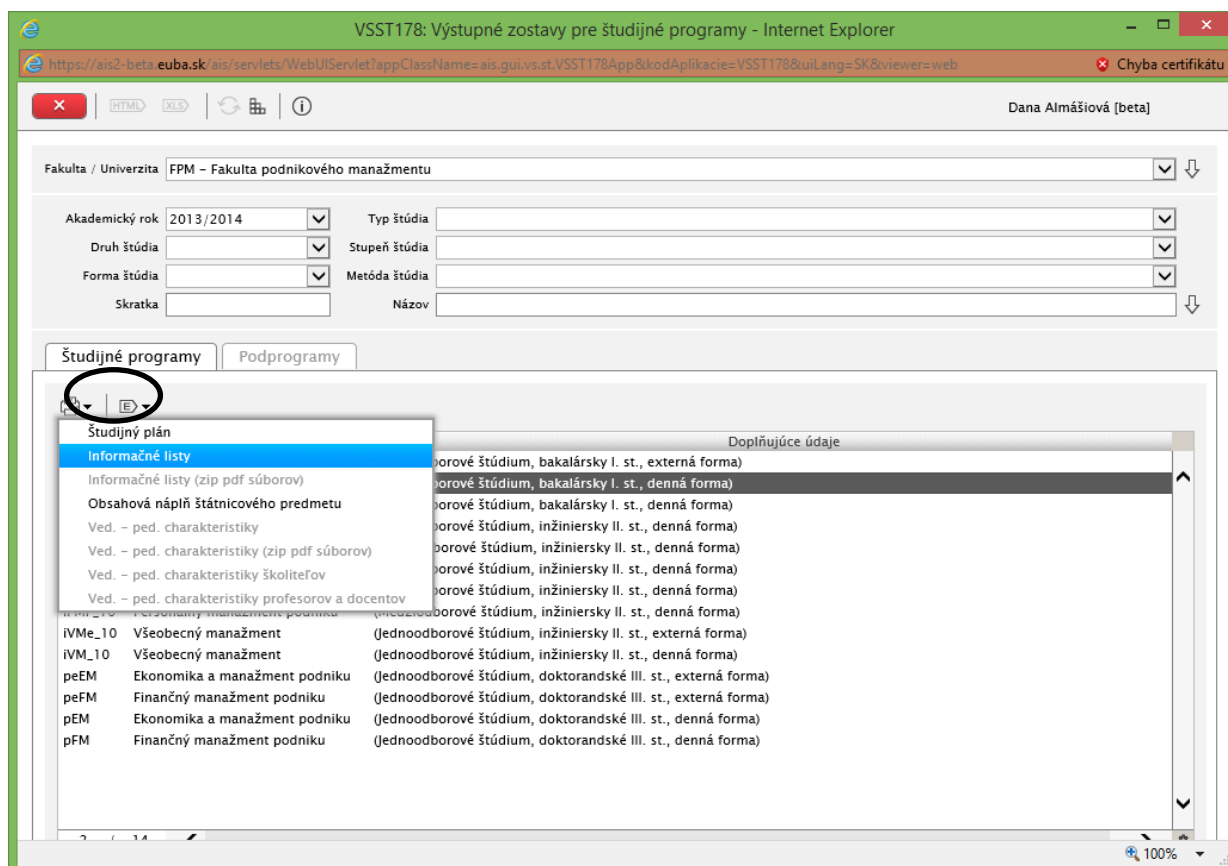 VSST178: Výstupné zostavy pre študijné programy - Internet Explorer
https://ais2-beta.euba.sk/ais/servlets/WebUIServlet?appClassName=ais.gui.vs.st.VSST178App&kodAplikacie=VSST178&uiLang=SK&viewer=web Chyba certifikátu
HTML XLS Dana Almášiová [beta]
Fakulta / Univerzita FPM – Fakulta podnikového manažmentu
Akademický rok 2013/2014 Typ štúdia
Druh štúdia Stupeň štúdia
Forma štúdia Metóda štúdia
Skratka Názov
Študijné programy Podprogramy
E
Študijný plán
Informačné listy
Informačné listy (zip pdf súborov)
Obsahová náplň štátnicového predmetu
Ved. – ped. charakteristiky
Ved. – ped. charakteristiky (zip pdf súborov)
Ved. – ped. charakteristiky školiteľov
Ved. – ped. charakteristiky profesorov a docentov
Doplňujúce údaje
štúdium, bakalársky I. st., externá forma)
štúdium, bakalársky I. st., denná forma)
štúdium, bakalársky I. st., denná forma)
štúdium, inžiniersky II. st., denná forma)
štúdium, inžiniersky II. st., denná forma)
štúdium, inžiniersky II. st., denná forma)
štúdium, inžiniersky II. st., denná forma)
manažment podniku štúdium, inžiniersky II. st., denná forma)
iVMe_10 Všeobecný manažment (Jednoodborové štúdium, inžiniersky II. st., externá forma)
iVM_10 Všeobecný manažment (Jednoodborové štúdium, inžiniersky II. st., denná forma)
peEM Ekonomika a manažment podniku (Jednoodborové štúdium, doktorandské III. st., externá forma)
peFM Finančný manažment podniku (Jednoodborové štúdium, doktorandské III. st., externá forma)
pEM Ekonomika a manažment podniku (Jednoodborové štúdium, doktorandské III. st., denná forma)
pFM Finančný manažment podniku (Jednoodborové štúdium, doktorandské III. st., denná forma)
2 / 14
100%